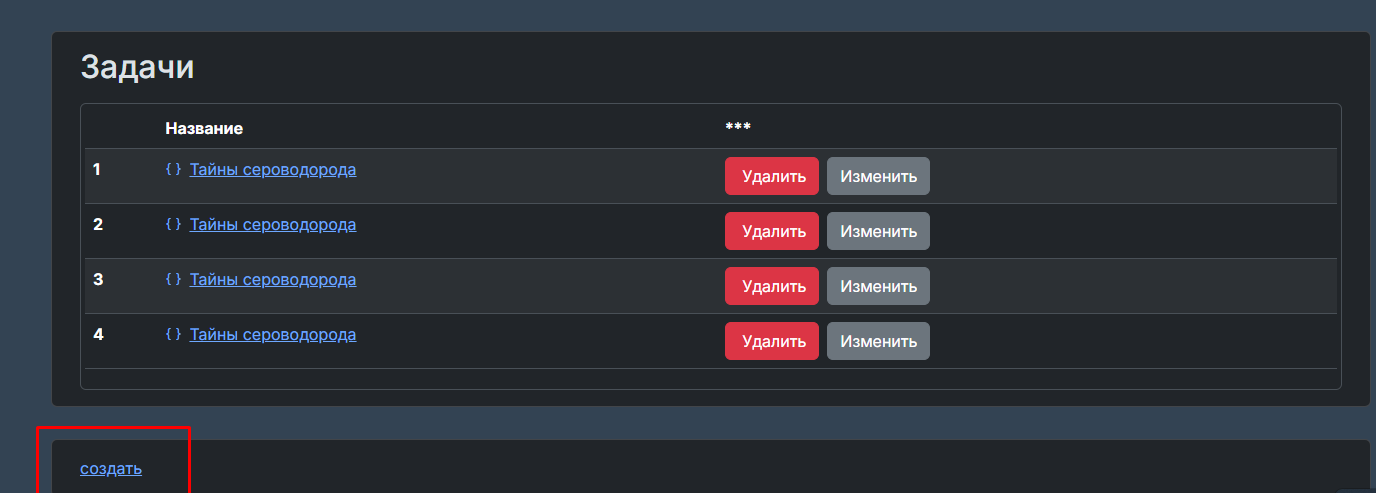 Задачи
Название ***
1 {} Тайны сероводорода Удалить Изменить
2 {} Тайны сероводорода Удалить Изменить
3 {} Тайны сероводорода Удалить Изменить
4 {} Тайны сероводорода Удалить Изменить
создать